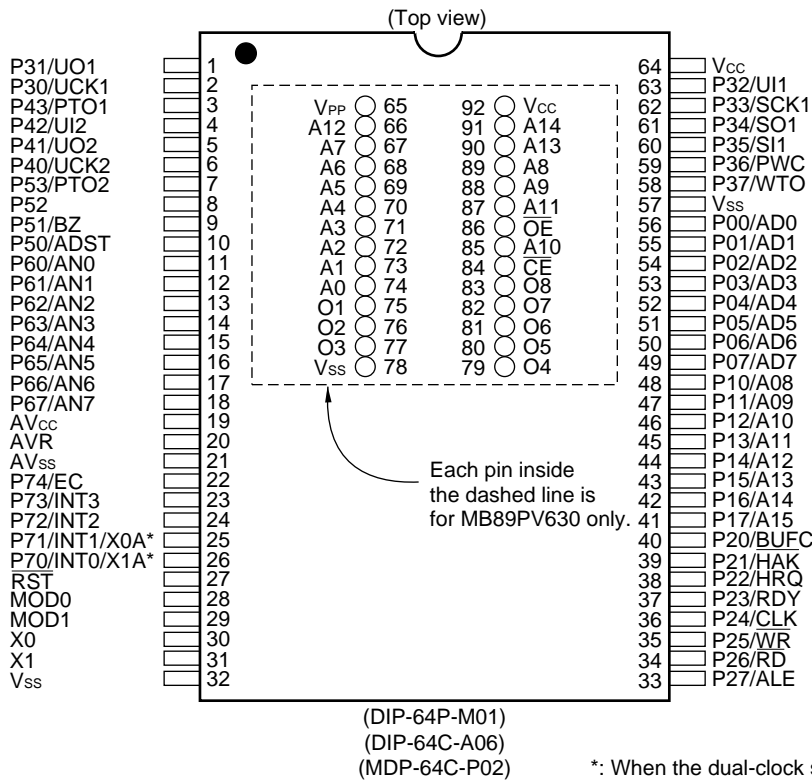 (Top view)
P31/UO1 1
P30/UCK1 2
P43/PTO1 3
P42/UI2 4
P41/UO2 5
P40/UCK2 6
P53/PTO2 7
P52 8
P51/BZ 9
P50/ADST 10
P60/AN0 11
P61/AN1 12
P62/AN2 13
P63/AN3 14
P64/AN4 15
P65/AN5 16
P66/AN6 17
P67/AN7 18
AVCC 19
AVR 20
AVSS 21
P74/EC 22
P73/INT3 23
P72/INT2 24
P71/INT1/X0A* 25
P70/INT0/X1A* 26
RST 27
MOD0 28
MOD1 29
X0 30
X1 31
VSS 32
VPP 65
A12 66
A7 67
A6 68
A5 69
A4 70
A3 71
A2 72
A1 73
A0 74
O1 75
O2 76
O3 77
VSS 78
92 VCC
91 A14
90 A13
89 A8
88 A9
87 A11
86 OE
85 A10
84 CE
83 O8
82 O7
81 O6
80 O5
79 O4
Each pin inside
the dashed line is
for MB89PV630 only.
64 VCC
63 P32/UI1
62 P33/SCK1
61 P34/SO1
60 P35/SI1
59 P36/PWC
58 P37/WTO
57 VSS
56 P00/AD0
55 P01/AD1
54 P02/AD2
53 P03/AD3
52 P04/AD4
51 P05/AD5
50 P06/AD6
49 P07/AD7
48 P10/A08
47 P11/A09
46 P12/A10
45 P13/A11
44 P14/A12
43 P15/A13
42 P16/A14
41 P17/A15
40 P20/BUFC
39 P21/HAK
38 P22/HRQ
37 P23/RDY
36 P24/CLK
35 P25/WR
34 P26/RD
33 P27/ALE
(DIP-64P-M01)
(DIP-64C-A06)
(MDP-64C-P02)
*: When the dual-clock